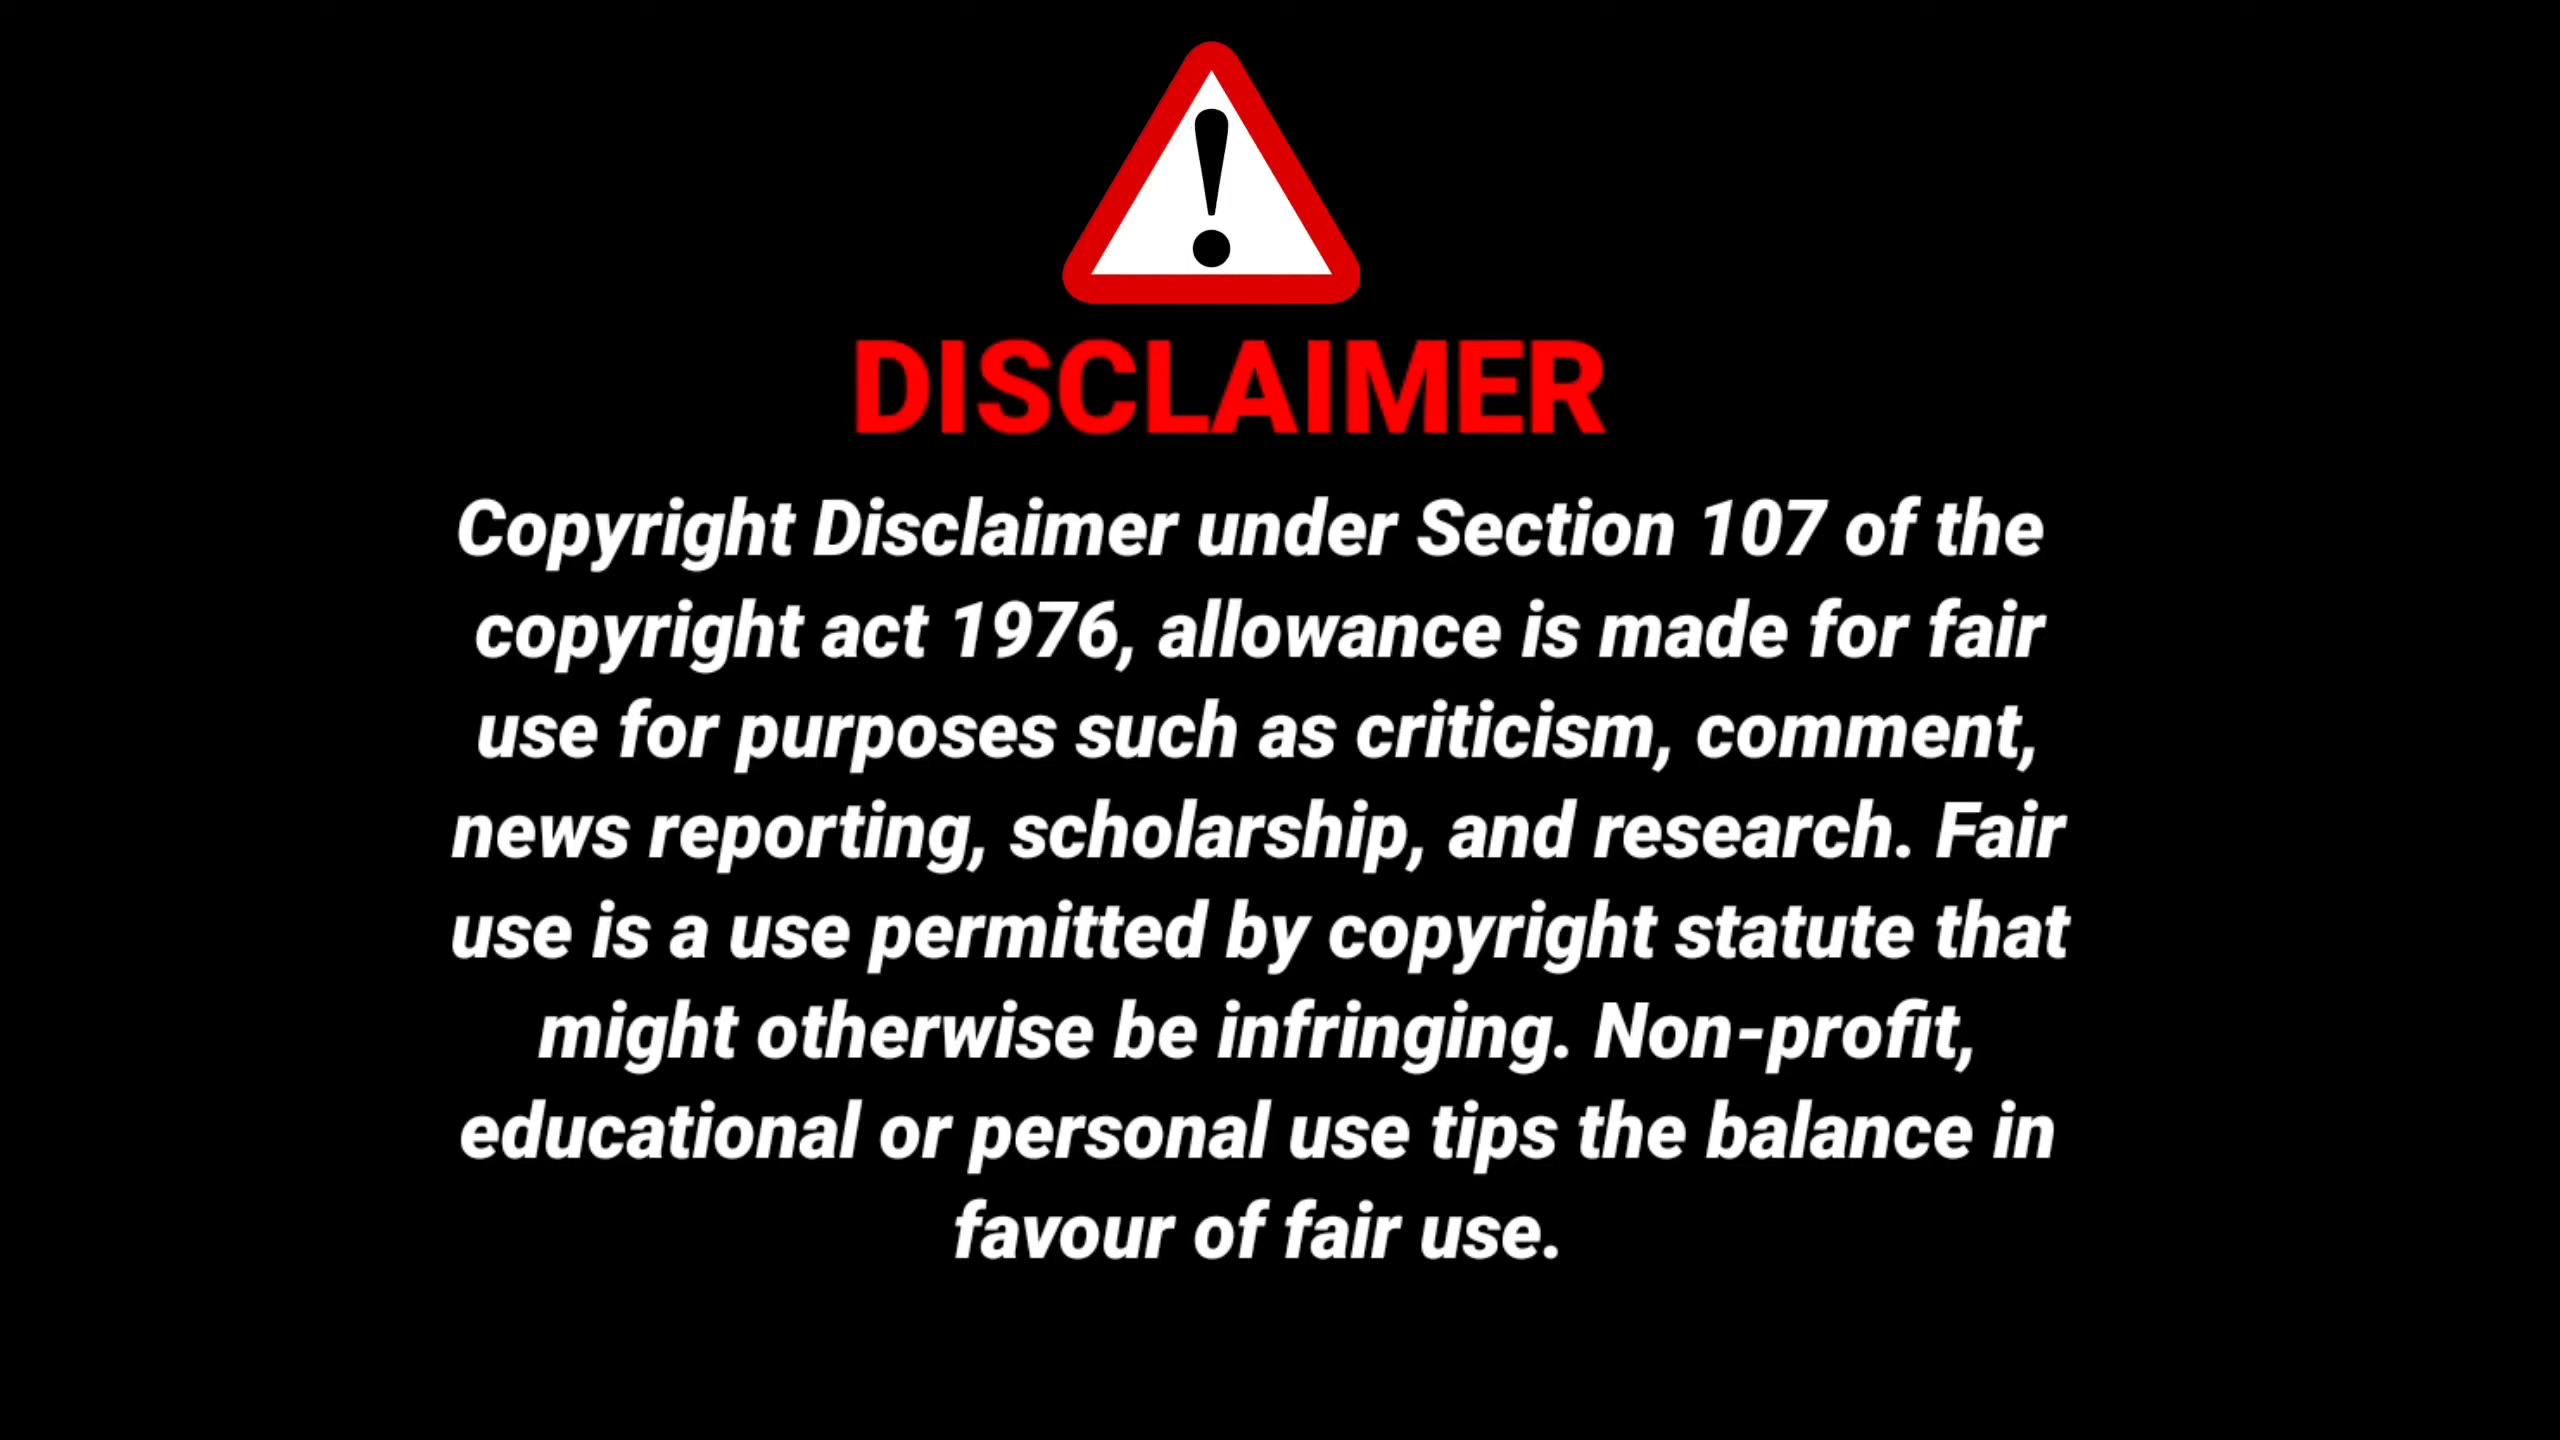 DISCLAIMER
Copyright Disclaimer under Section 107 of the
copyright act 1976, allowance is made for fair
use for purposes such as criticism, comment,
news reporting, scholarship, and research. Fair
use is a use permitted by copyright statute that
might otherwise be infringing. Non-profit,
educational or personal use tips the balance in
favour of fair use.